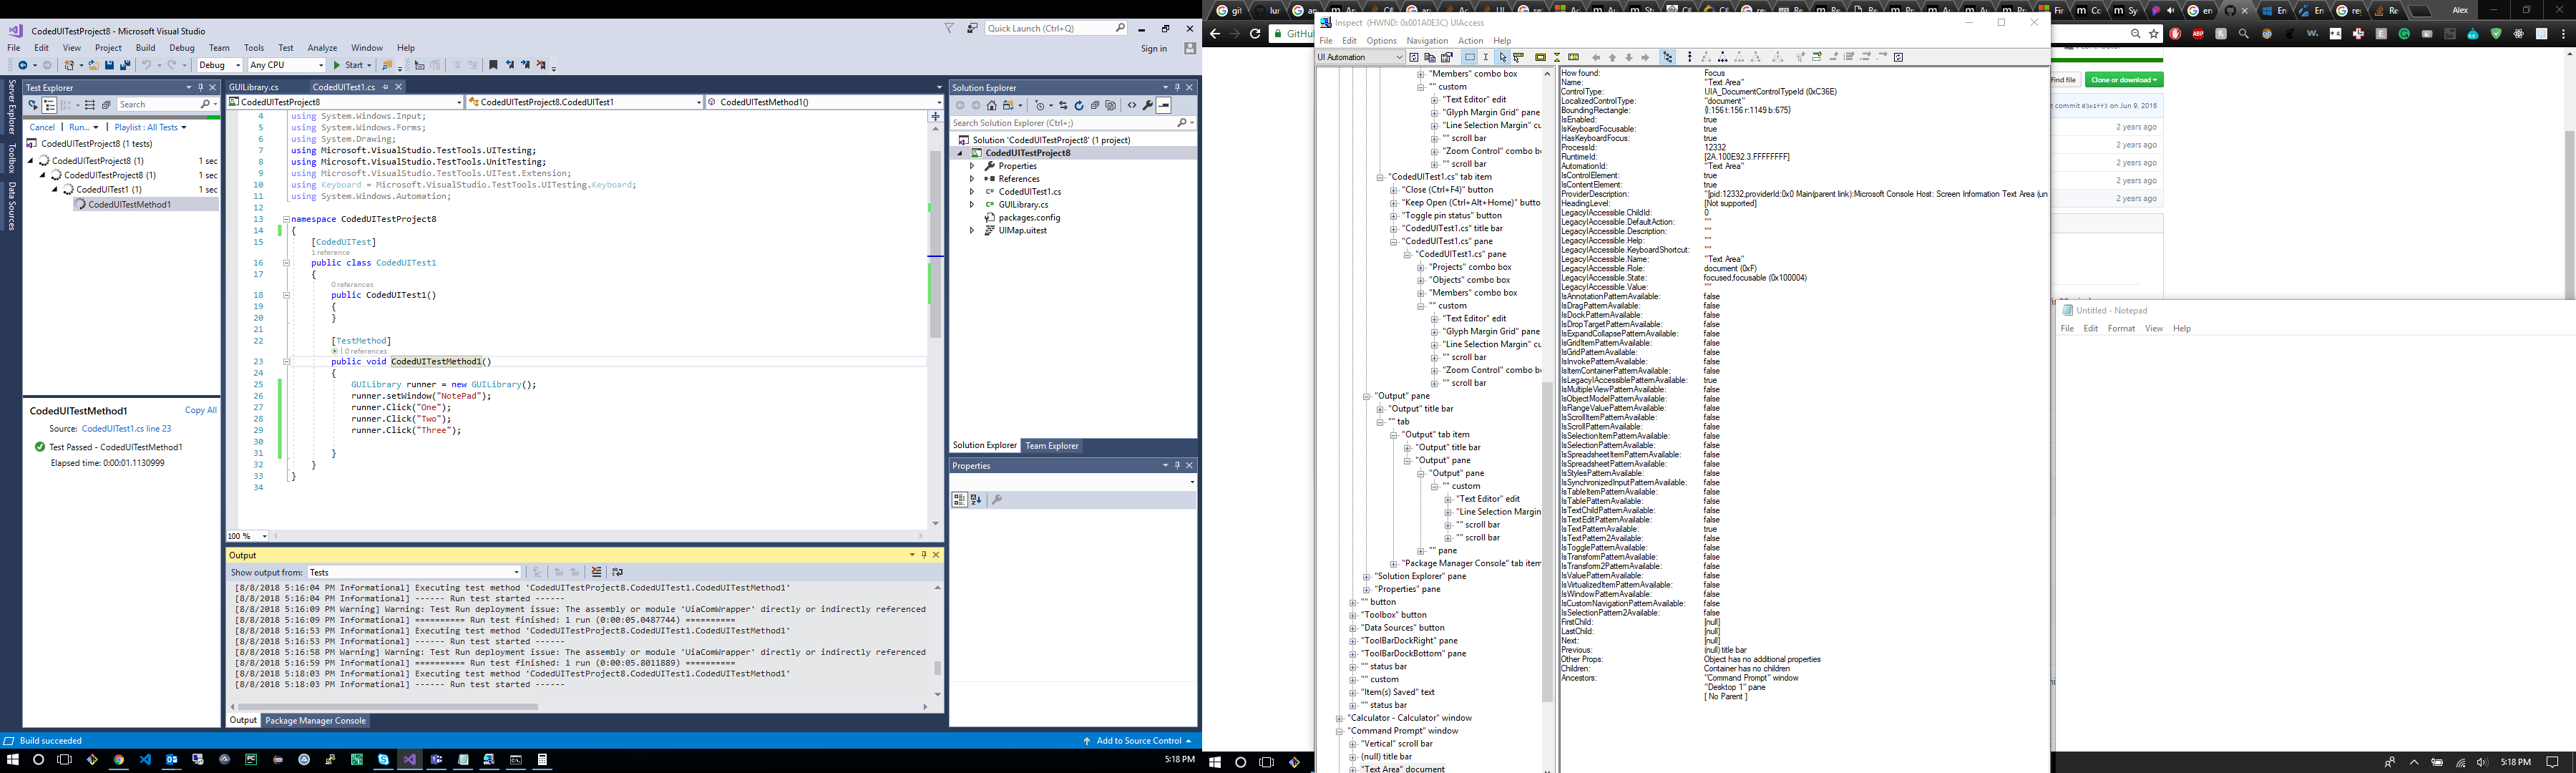 CodedUITestProject8 - Microsoft Visual Studio
Quick Launch (Ctrl+Q)
File Edit View Project Build Debug Team Tools Test Analyze Window Help
Sign in
Debug Any CPU Start
Server Explorer
Toolbox
Data Sources
Test Explorer
Search
Cancel | Run... | Playlist : All Tests
CodedUITestProject8 (1 tests)
CodedUITestProject8 (1) 1 sec
CodedUITestProject8 (1) 1 sec
CodedUITest1 (1) 1 sec
CodedUITestMethod1
CodedUITestMethod1 Copy All
Source: CodedUITest1.cs line 23
Test Passed - CodedUITestMethod1
Elapsed time: 0:00:01.1130999
GUILibrary.cs CodedUITest1.cs
CodedUITestProject8 CodedUITestProject8.CodedUITest1 CodedUITestMethod1()
4 using System.Windows.Input;
5 using System.Windows.Forms;
6 using System.Drawing;
7 using Microsoft.VisualStudio.TestTools.UITesting;
8 using Microsoft.VisualStudio.TestTools.UnitTesting;
9 using Microsoft.VisualStudio.TestTools.UITest.Extension;
10 using Keyboard = Microsoft.VisualStudio.TestTools.UITesting.Keyboard;
11 using System.Windows.Automation;
12
13 namespace CodedUITestProject8
14 {
15 [CodedUITest]
1 reference
16 public class CodedUITest1
17 {
0 references
18 public CodedUITest1()
19 {
20 }
21
22 [TestMethod]
| 0 references
23 public void CodedUITestMethod1()
24 {
25 GUILibrary runner = new GUILibrary();
26 runner.setWindow("NotePad");
27 runner.Click("One");
28 runner.Click("Two");
29 runner.Click("Three");
30
31 }
32 }
33 }
34
100 %
Output
Show output from: Tests
[8/8/2018 5:16:04 PM Informational] Executing test method 'CodedUITestProject8.CodedUITest1.CodedUITestMethod1'
[8/8/2018 5:16:04 PM Informational] ------ Run test started ------
[8/8/2018 5:16:09 PM Warning] Warning: Test Run deployment issue: The assembly or module 'UiaComWrapper' directly or indirectly referenced
[8/8/2018 5:16:09 PM Informational] ========== Run test finished: 1 run (0:00:05.0487744) ==========
[8/8/2018 5:16:53 PM Informational] Executing test method 'CodedUITestProject8.CodedUITest1.CodedUITestMethod1'
[8/8/2018 5:16:53 PM Informational] ------ Run test started ------
[8/8/2018 5:16:58 PM Warning] Warning: Test Run deployment issue: The assembly or module 'UiaComWrapper' directly or indirectly referenced
[8/8/2018 5:16:59 PM Informational] ========== Run test finished: 1 run (0:00:05.8011889) ==========
[8/8/2018 5:18:03 PM Informational] Executing test method 'CodedUITestProject8.CodedUITest1.CodedUITestMethod1'
[8/8/2018 5:18:03 PM Informational] ------ Run test started ------
Output Package Manager Console
Solution Explorer
Search Solution Explorer (Ctrl+;)
Solution 'CodedUITestProject8' (1 project)
CodedUITestProject8
Properties
References
CodedUITest1.cs
GUILibrary.cs
packages.config
UIMap.uitest
Solution Explorer Team Explorer
Properties
Build succeeded
Add to Source Control
5:18 PM
Inspect (HWND: 0x001A0E3C) UIAccess
File Edit Options Navigation Action Help
UI Automation
"Members" combo box
"" custom
"Text Editor" edit
"Glyph Margin Grid" pane
"Line Selection Margin" cu
"" scroll bar
"Zoom Control" combo b
"" scroll bar
"CodedUITest1.cs" tab item
"Close (Ctrl+F4)" button
"Keep Open (Ctrl+Alt+Home)" butto
"Toggle pin status" button
"CodedUITest1.cs" title bar
"CodedUITest1.cs" pane
"CodedUITest1.cs" pane
"Projects" combo box
"Objects" combo box
"Members" combo box
"" custom
"Text Editor" edit
"Glyph Margin Grid" pane
"Line Selection Margin" cu
"" scroll bar
"Zoom Control" combo b
"" scroll bar
"Output" pane
"Output" title bar
"" tab
"Output" tab item
"Output" title bar
"Output" pane
"Output" pane
"" custom
"Text Editor" edit
"Line Selection Margin
"" scroll bar
"" scroll bar
"" pane
"Package Manager Console" tab item
"Solution Explorer" pane
"Properties" pane
"" button
"Toolbox" button
"Data Sources" button
"ToolBarDockRight" pane
"ToolBarDockBottom" pane
"" status bar
"" custom
"Item(s) Saved" text
"" status bar
"Calculator - Calculator" window
"Command Prompt" window
"Vertical" scroll bar
(null) title bar
"Text Area" document
How found: Focus
Name: "Text Area"
ControlType: UIA_DocumentControlTypeId (0xC36E)
LocalizedControlType: "document"
BoundingRectangle: {l:156 t:156 r:1149 b:675}
IsEnabled: true
IsKeyboardFocusable: true
HasKeyboardFocus: true
ProcessId: 12332
RuntimeId: [2A.100E92.3.FFFFFFFF]
AutomationId: "Text Area"
IsControlElement: true
IsContentElement: true
ProviderDescription: "[pid:12332,providerId:0x0 Main(parent link):Microsoft Console Host: Screen Information Text Area (un
HeadingLevel: [Not supported]
LegacyIAccessible.ChildId: 0
LegacyIAccessible.DefaultAction: ""
LegacyIAccessible.Description: ""
LegacyIAccessible.Help: ""
LegacyIAccessible.KeyboardShortcut: ""
LegacyIAccessible.Name: "Text Area"
LegacyIAccessible.Role: document (0xF)
LegacyIAccessible.State: focused,focusable (0x100004)
LegacyIAccessible.Value: ""
IsAnnotationPatternAvailable: false
IsDragPatternAvailable: false
IsDockPatternAvailable: false
IsDropTargetPatternAvailable: false
IsExpandCollapsePatternAvailable: false
IsGridItemPatternAvailable: false
IsGridPatternAvailable: false
IsInvokePatternAvailable: false
IsItemContainerPatternAvailable: false
IsLegacyIAccessiblePatternAvailable: true
IsMultipleViewPatternAvailable: false
IsObjectModelPatternAvailable: false
IsRangeValuePatternAvailable: false
IsScrollItemPatternAvailable: false
IsScrollPatternAvailable: false
IsSelectionItemPatternAvailable: false
IsSelectionPatternAvailable: false
IsSpreadsheetItemPatternAvailable: false
IsSpreadsheetPatternAvailable: false
IsStylesPatternAvailable: false
IsSynchronizedInputPatternAvailable: false
IsTableItemPatternAvailable: false
IsTablePatternAvailable: false
IsTextChildPatternAvailable: false
IsTextEditPatternAvailable: false
IsTextPatternAvailable: true
IsTextPattern2Available: false
IsTogglePatternAvailable: false
IsTransformPatternAvailable: false
IsTransform2PatternAvailable: false
IsValuePatternAvailable: false
IsVirtualizedItemPatternAvailable: false
IsWindowPatternAvailable: false
IsCustomNavigationPatternAvailable: false
IsSelectionPattern2Available: false
FirstChild: [null]
LastChild: [null]
Next: [null]
Previous: (null) title bar
Other Props: Object has no additional properties
Children: Container has no children
Ancestors: "Command Prompt" window
"Desktop 1" pane
[ No Parent ]
Alex
GitHu
Find file Clone or download
commit 03e1ff3 on Jun 9, 2016
2 years ago
2 years ago
2 years ago
2 years ago
2 years ago
Untitled - Notepad
File Edit Format View Help
5:18 PM